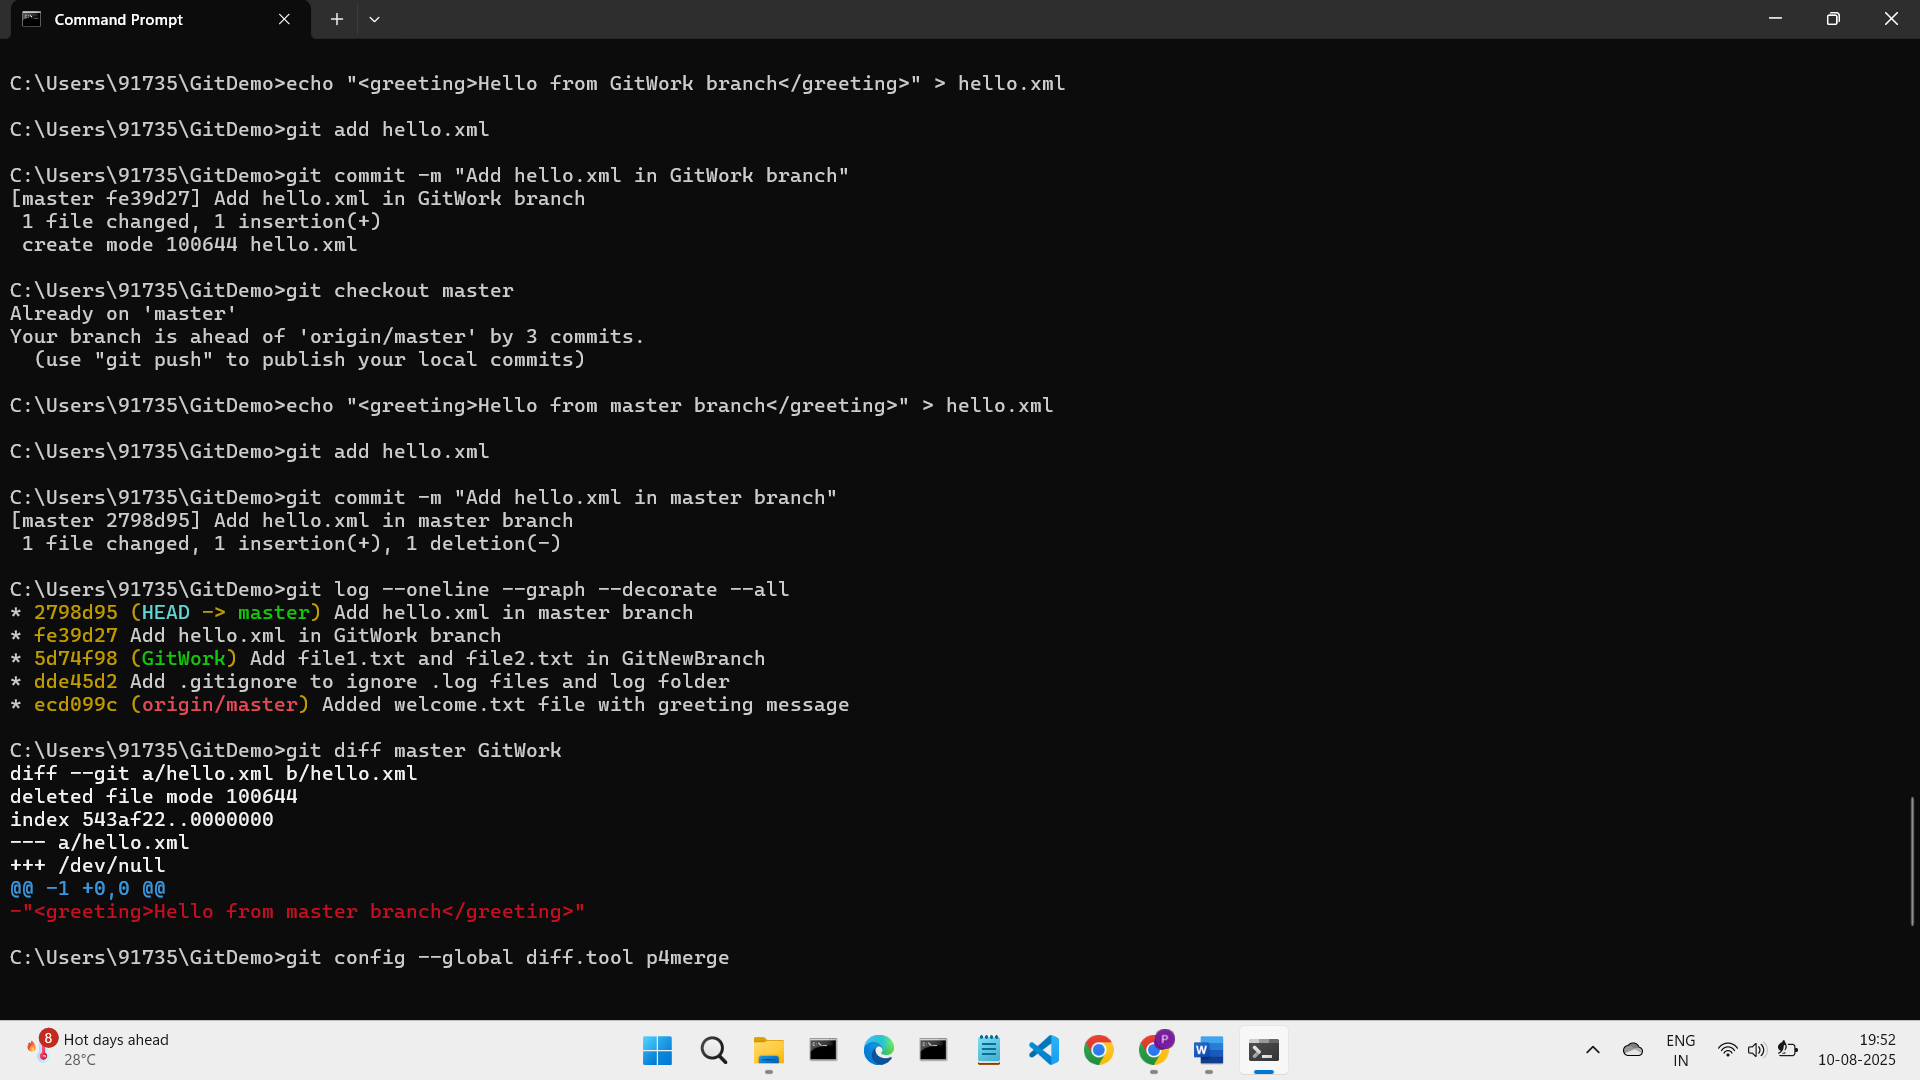 Command Prompt
C:\Users\91735\GitDemo>echo "<greeting>Hello from GitWork branch</greeting>" > hello.xml
C:\Users\91735\GitDemo>git add hello.xml
C:\Users\91735\GitDemo>git commit -m "Add hello.xml in GitWork branch"
[master fe39d27] Add hello.xml in GitWork branch
 1 file changed, 1 insertion(+)
 create mode 100644 hello.xml
C:\Users\91735\GitDemo>git checkout master
Already on 'master'
Your branch is ahead of 'origin/master' by 3 commits.
  (use "git push" to publish your local commits)
C:\Users\91735\GitDemo>echo "<greeting>Hello from master branch</greeting>" > hello.xml
C:\Users\91735\GitDemo>git add hello.xml
C:\Users\91735\GitDemo>git commit -m "Add hello.xml in master branch"
[master 2798d95] Add hello.xml in master branch
 1 file changed, 1 insertion(+), 1 deletion(-)
C:\Users\91735\GitDemo>git log --oneline --graph --decorate --all
* 2798d95 (HEAD -> master) Add hello.xml in master branch
* fe39d27 Add hello.xml in GitWork branch
* 5d74f98 (GitWork) Add file1.txt and file2.txt in GitNewBranch
* dde45d2 Add .gitignore to ignore .log files and log folder
* ecd099c (origin/master) Added welcome.txt file with greeting message
C:\Users\91735\GitDemo>git diff master GitWork
diff --git a/hello.xml b/hello.xml
deleted file mode 100644
index 543af22..0000000
--- a/hello.xml
+++ /dev/null
@@ -1 +0,0 @@
-"<greeting>Hello from master branch</greeting>"
C:\Users\91735\GitDemo>git config --global diff.tool p4merge
8
Hot days ahead
28°C
P
W
ENG
IN
19:52
10-08-2025